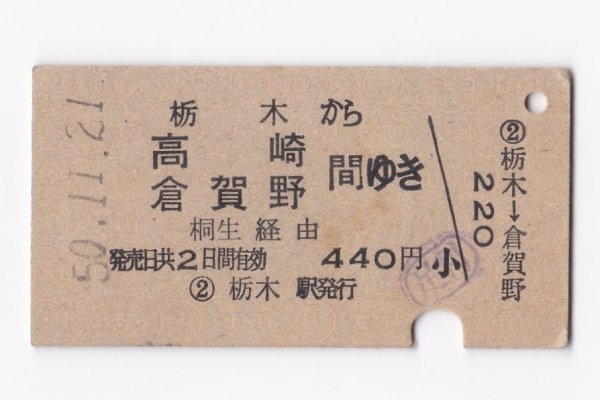 50.11.21
栃木から
高崎
倉賀野
間ゆき
桐生経由
発売日共2日間有効 440円
② 栃木 駅発行
小
②栃木→倉賀野
220